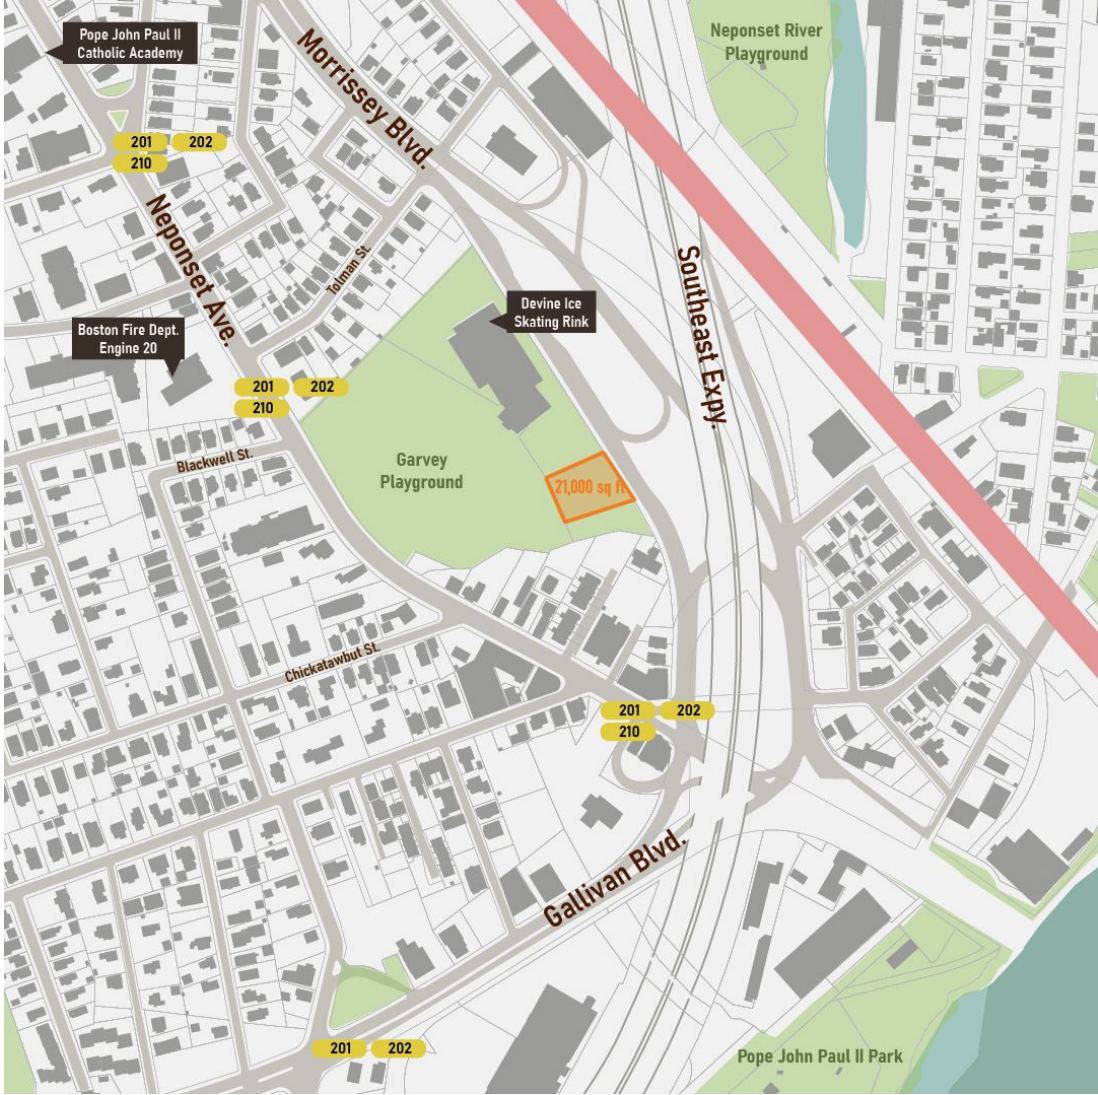 Pope John Paul II
Catholic Academy
Neponset River
Playground
Morrissey Blvd.
201 202
210
Neponset Ave.
Tolman St.
Southeast Expy.
Devine Ice
Skating Rink
Boston Fire Dept.
Engine 20
201 202
210
Blackwell St.
Garvey
Playground
21,000 sq ft
Chickatawbut St.
201 202
210
Gallivan Blvd.
201 202
Pope John Paul II Park